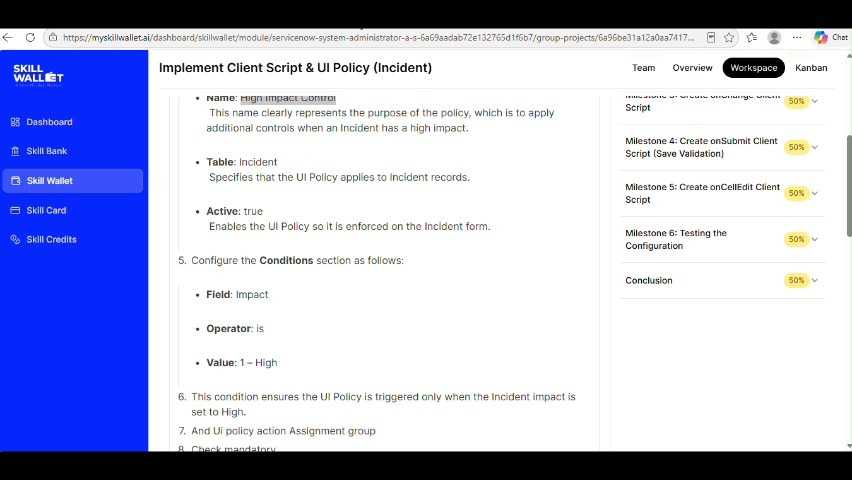 https://myskillwallet.ai/dashboard/skillwallet/module/servicenow-system-administrator-a-s-6a69aadab72e132765d1f6b7/group-projects/6a96be31a12a0aa7417...
Chat
SKILL
WALLET
Dashboard
Skill Bank
Skill Wallet
Skill Card
Skill Credits
Implement Client Script & UI Policy (Incident)
Team
Overview
Workspace
Kanban
• Name: High Impact Control
This name clearly represents the purpose of the policy, which is to apply
additional controls when an Incident has a high impact.
• Table: Incident
Specifies that the UI Policy applies to Incident records.
• Active: true
Enables the UI Policy so it is enforced on the Incident form.
5. Configure the Conditions section as follows:
• Field: Impact
• Operator: is
• Value: 1 – High
6. This condition ensures the UI Policy is triggered only when the Incident impact is
set to High.
7. And Ui policy action Assignment group
8. Check mandatory
Milestone 3: Create onChange Client
Script
50%
Milestone 4: Create onSubmit Client
Script (Save Validation)
50%
Milestone 5: Create onCellEdit Client
Script
50%
Milestone 6: Testing the
Configuration
50%
Conclusion
50%